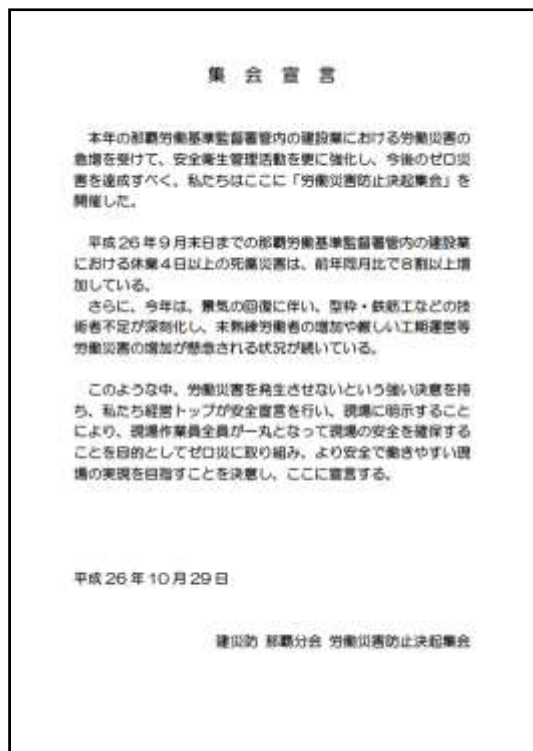 集会宣言
本年の那覇労働基準監督署管内の建設業における労働災害の
急増を受けて、安全衛生管理活動を更に強化し、今後のゼロ災
害を達成すべく、私たちはここに「労働災害防止決起集会」を
開催した。
平成26年9月末日までの那覇労働基準監督署管内の建設業
における休業4日以上の死傷災害は、前年同月比で8割以上増
加している。
さらに、今年は、景気の回復に伴い、型枠・鉄筋工などの技
術者不足が深刻化し、未熟練労働者の増加や厳しい工期運営等
労働災害の増加が懸念される状況が続いている。
このような中、労働災害を発生させないという強い決意を持
ち、私たち経営トップが安全宣言を行い、現場に明示すること
により、現場作業員全員が一丸となって現場の安全を確保する
ことを目的としてゼロ災に取り組み、より安全で働きやすい現
場の実現を目指すことを決意し、ここに宣言する。
平成26年10月29日
建災防 那覇分会 労働災害防止決起集会